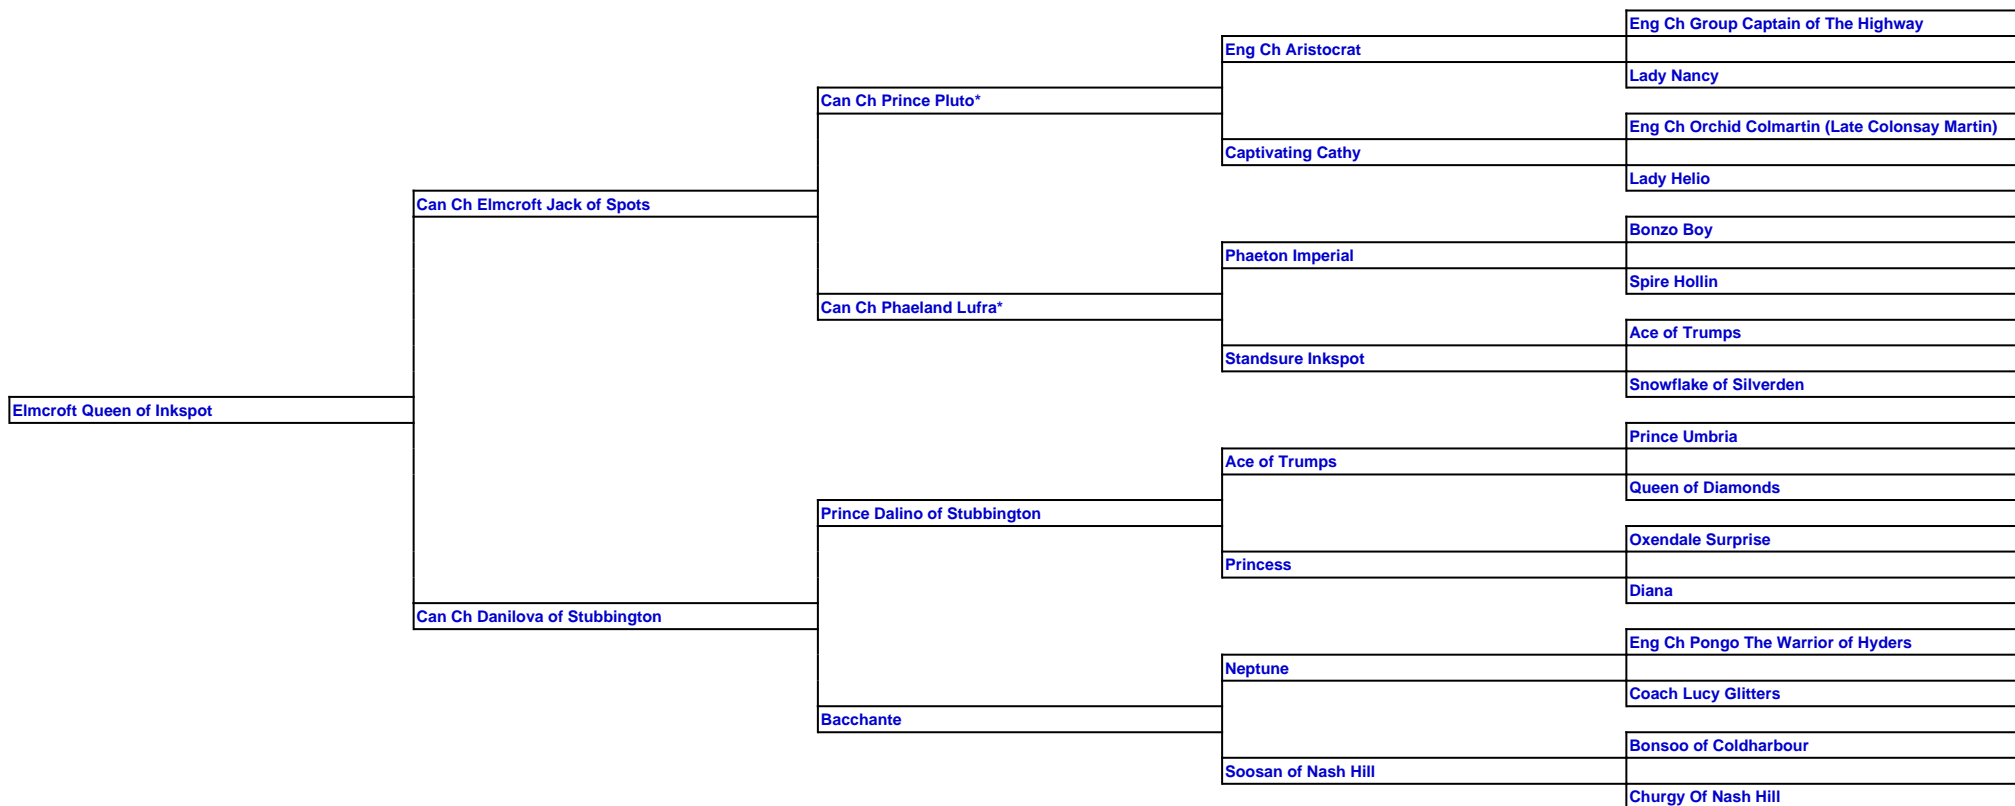 Eng Ch Group Captain of The Highway
Eng Ch Aristocrat
Lady Nancy
Can Ch Prince Pluto*
Eng Ch Orchid Colmartin (Late Colonsay Martin)
Captivating Cathy
Lady Helio
Can Ch Elmcroft Jack of Spots
Bonzo Boy
Phaeton Imperial
Spire Hollin
Can Ch Phaeland Lufra*
Ace of Trumps
Standsure Inkspot
Snowflake of Silverden
Elmcroft Queen of Inkspot
Prince Umbria
Ace of Trumps
Queen of Diamonds
Prince Dalino of Stubbington
Oxendale Surprise
Princess
Diana
Can Ch Danilova of Stubbington
Eng Ch Pongo The Warrior of Hyders
Neptune
Coach Lucy Glitters
Bacchante
Bonsoo of Coldharbour
Soosan of Nash Hill
Churgy Of Nash Hill